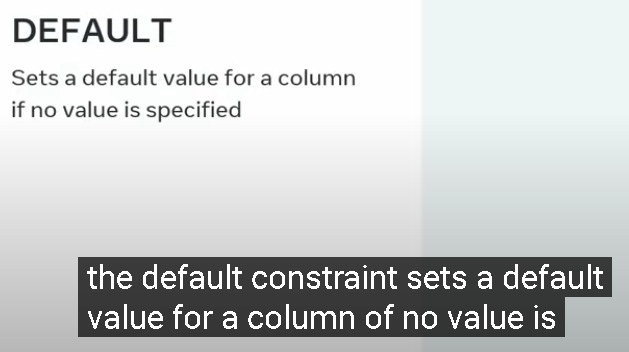 DEFAULT
Sets a default value for a column
if no value is specified
the default constraint sets a default
value for a column of no value is